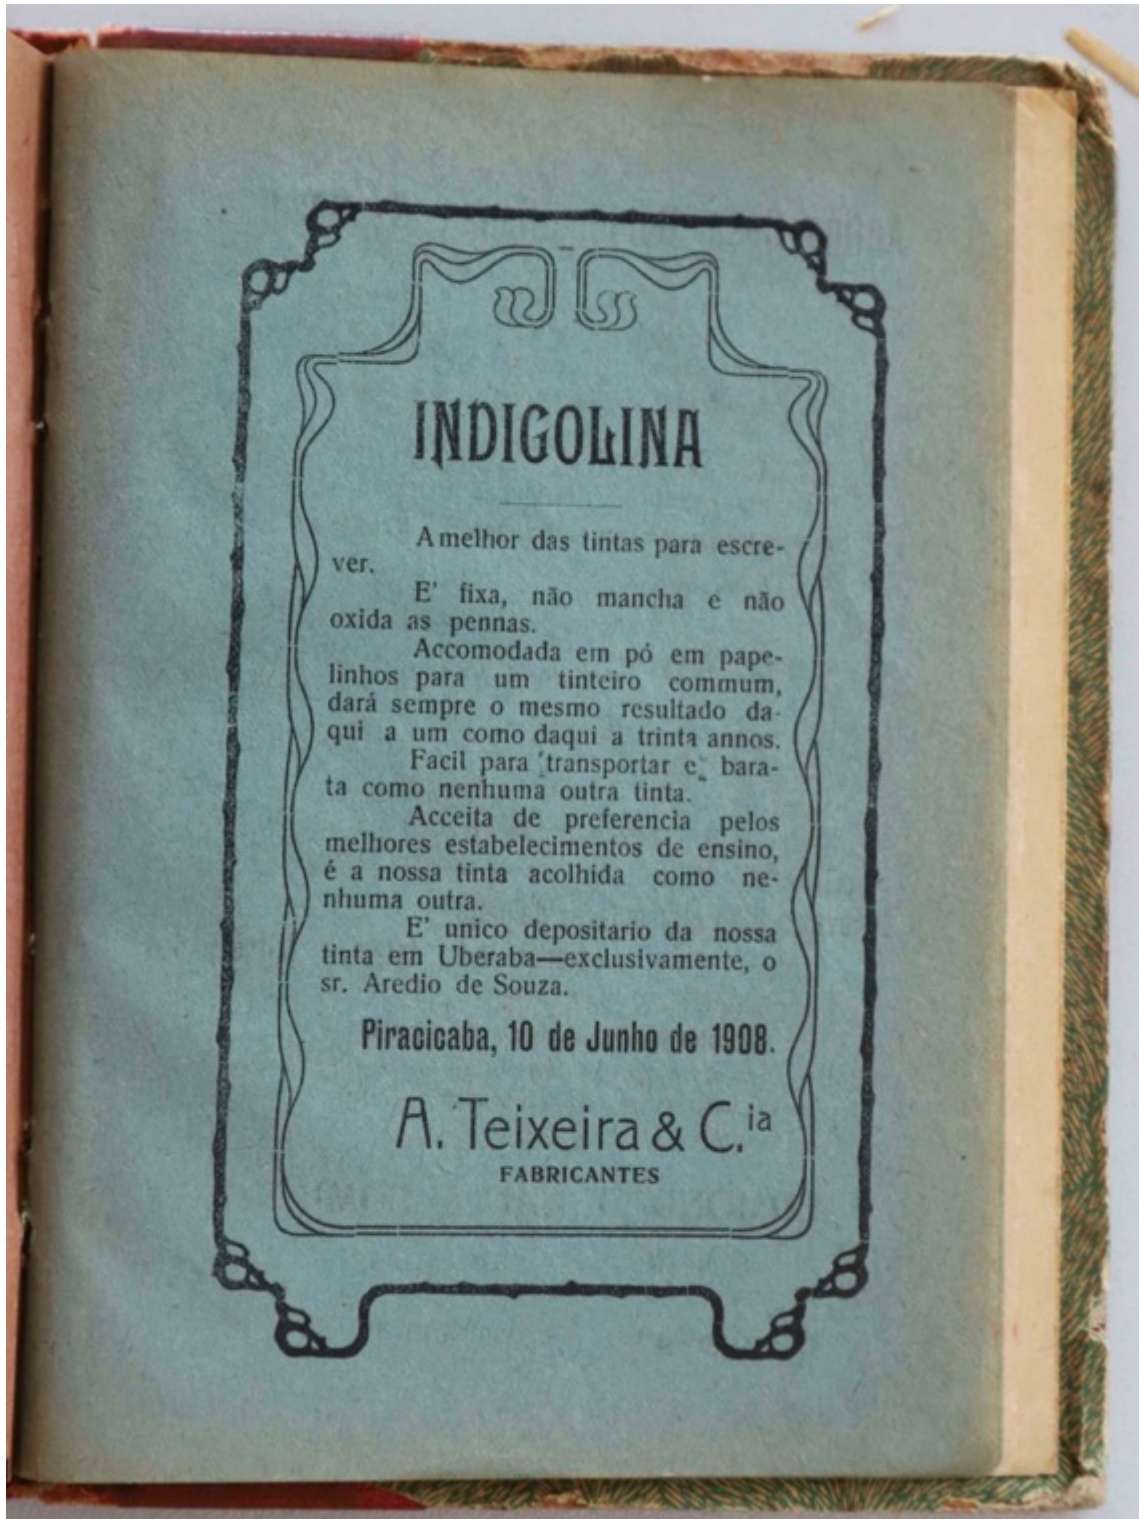 INDIGOLINA
A melhor das tintas para escre-
ver.
E' fixa, não mancha e não
oxida as pennas.
Accomodada em pó em pape-
linhos para um tinteiro commum,
dará sempre o mesmo resultado da-
qui a um como daqui a trinta annos.
Facil para transportar e bara-
ta como nenhuma outra tinta.
Acceita de preferencia pelos
melhores estabelecimentos de ensino,
é a nossa tinta acolhida como ne-
nhuma outra.
E' unico depositario da nossa
tinta em Uberaba—exclusivamente, o
sr. Aredio de Souza.
Piracicaba, 10 de Junho de 1908.
A. Teixeira & C.ia
FABRICANTES